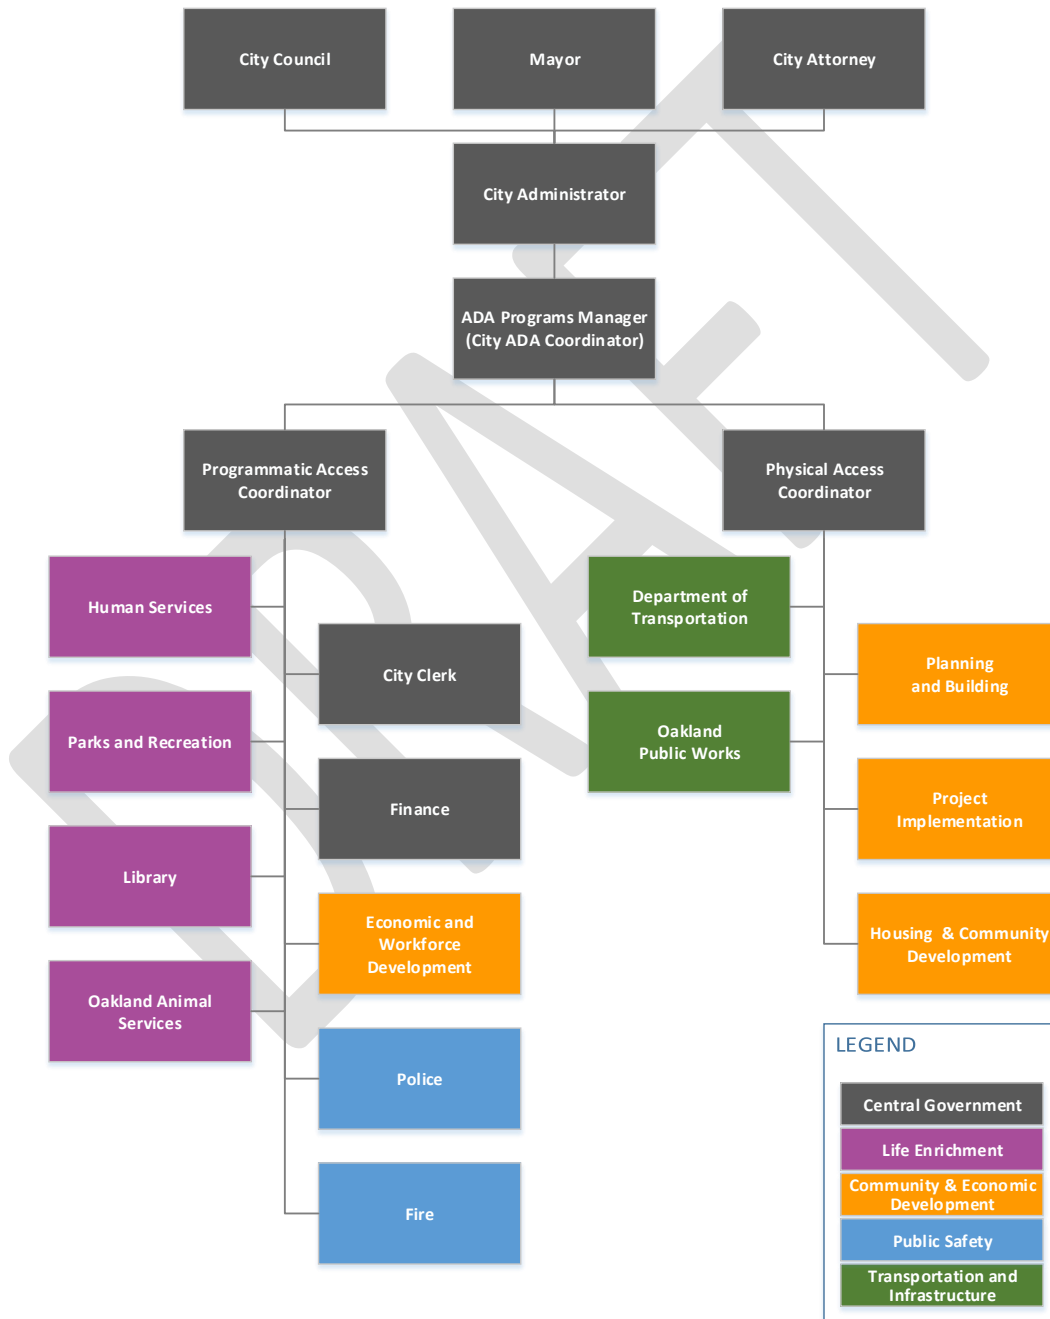 City Council
Mayor
City Attorney
City Administrator
ADA Programs Manager
(City ADA Coordinator)
Programmatic Access
Coordinator
Physical Access
Coordinator
Human Services
City Clerk
Parks and Recreation
Finance
Library
Economic and
Workforce
Development
Oakland Animal
Services
Police
Fire
Department of
Transportation
Planning
and Building
Oakland
Public Works
Project
Implementation
Housing & Community
Development
LEGEND
Central Government
Life Enrichment
Community & Economic
Development
Public Safety
Transportation and
Infrastructure
DRAFT